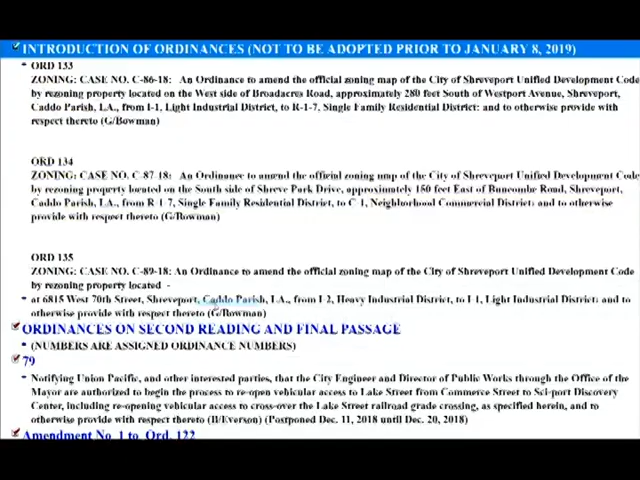 INTRODUCTION OF ORDINANCES (NOT TO BE ADOPTED PRIOR TO JANUARY 8, 2019)
ORD 133
ZONING: CASE NO. C-86-18: An Ordinance to amend the official zoning map of the City of Shreveport Unified Development Code
by rezoning property located on the West side of Broadacres Road, approximately 280 feet South of Westport Avenue, Shreveport,
Caddo Parish, LA., from I-1, Light Industrial District, to R-1-7, Single Family Residential District: and to otherwise provide with
respect thereto (G/Bowman)
ORD 134
ZONING: CASE NO. C-87-18: An Ordinance to amend the official zoning map of the City of Shreveport Unified Development Code
by rezoning property located on the South side of Shreve Park Drive, approximately 150 feet East of Buncombe Road, Shreveport,
Caddo Parish, LA., from R-1-7, Single Family Residential District, to C-1, Neighborhood Commercial District: and to otherwise
provide with respect thereto (G/Bowman)
ORD 135
ZONING: CASE NO. C-89-18: An Ordinance to amend the official zoning map of the City of Shreveport Unified Development Code
by rezoning property located -
at 6815 West 70th Street, Shreveport, Caddo Parish, LA., from I-2, Heavy Industrial District, to I-1, Light Industrial District: and to
otherwise provide with respect thereto (G/Bowman)
ORDINANCES ON SECOND READING AND FINAL PASSAGE
(NUMBERS ARE ASSIGNED ORDINANCE NUMBERS)
79
Notifying Union Pacific, and other interested parties, that the City Engineer and Director of Public Works through the Office of the
Mayor are authorized to begin the process to re-open vehicular access to Lake Street from Commerce Street to Sci-port Discovery
Center, including re-opening vehicular access to cross-over the Lake Street railroad grade crossing, as specified herein, and to
otherwise provide with respect thereto (B/Everson) (Postponed Dec. 11, 2018 until Dec. 20, 2018)
Amendment No. 1 to Ord. 122